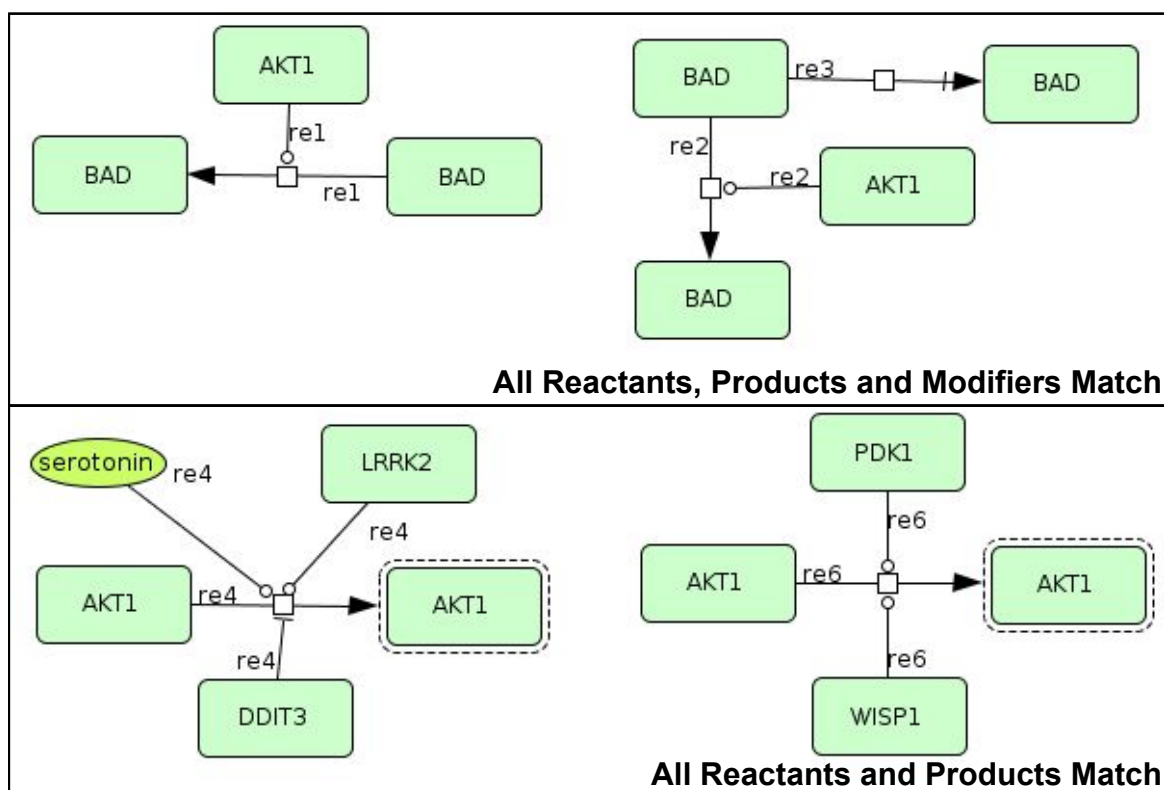 AKT1
re1
BAD
re1
BAD
BAD
re3
BAD
re2
re2
AKT1
BAD
All Reactants, Products and Modifiers Match
serotonin
re4
LRRK2
re4
AKT1
re4
AKT1
re4
DDIT3
PDK1
re6
AKT1
re6
AKT1
re6
WISP1
All Reactants and Products Match